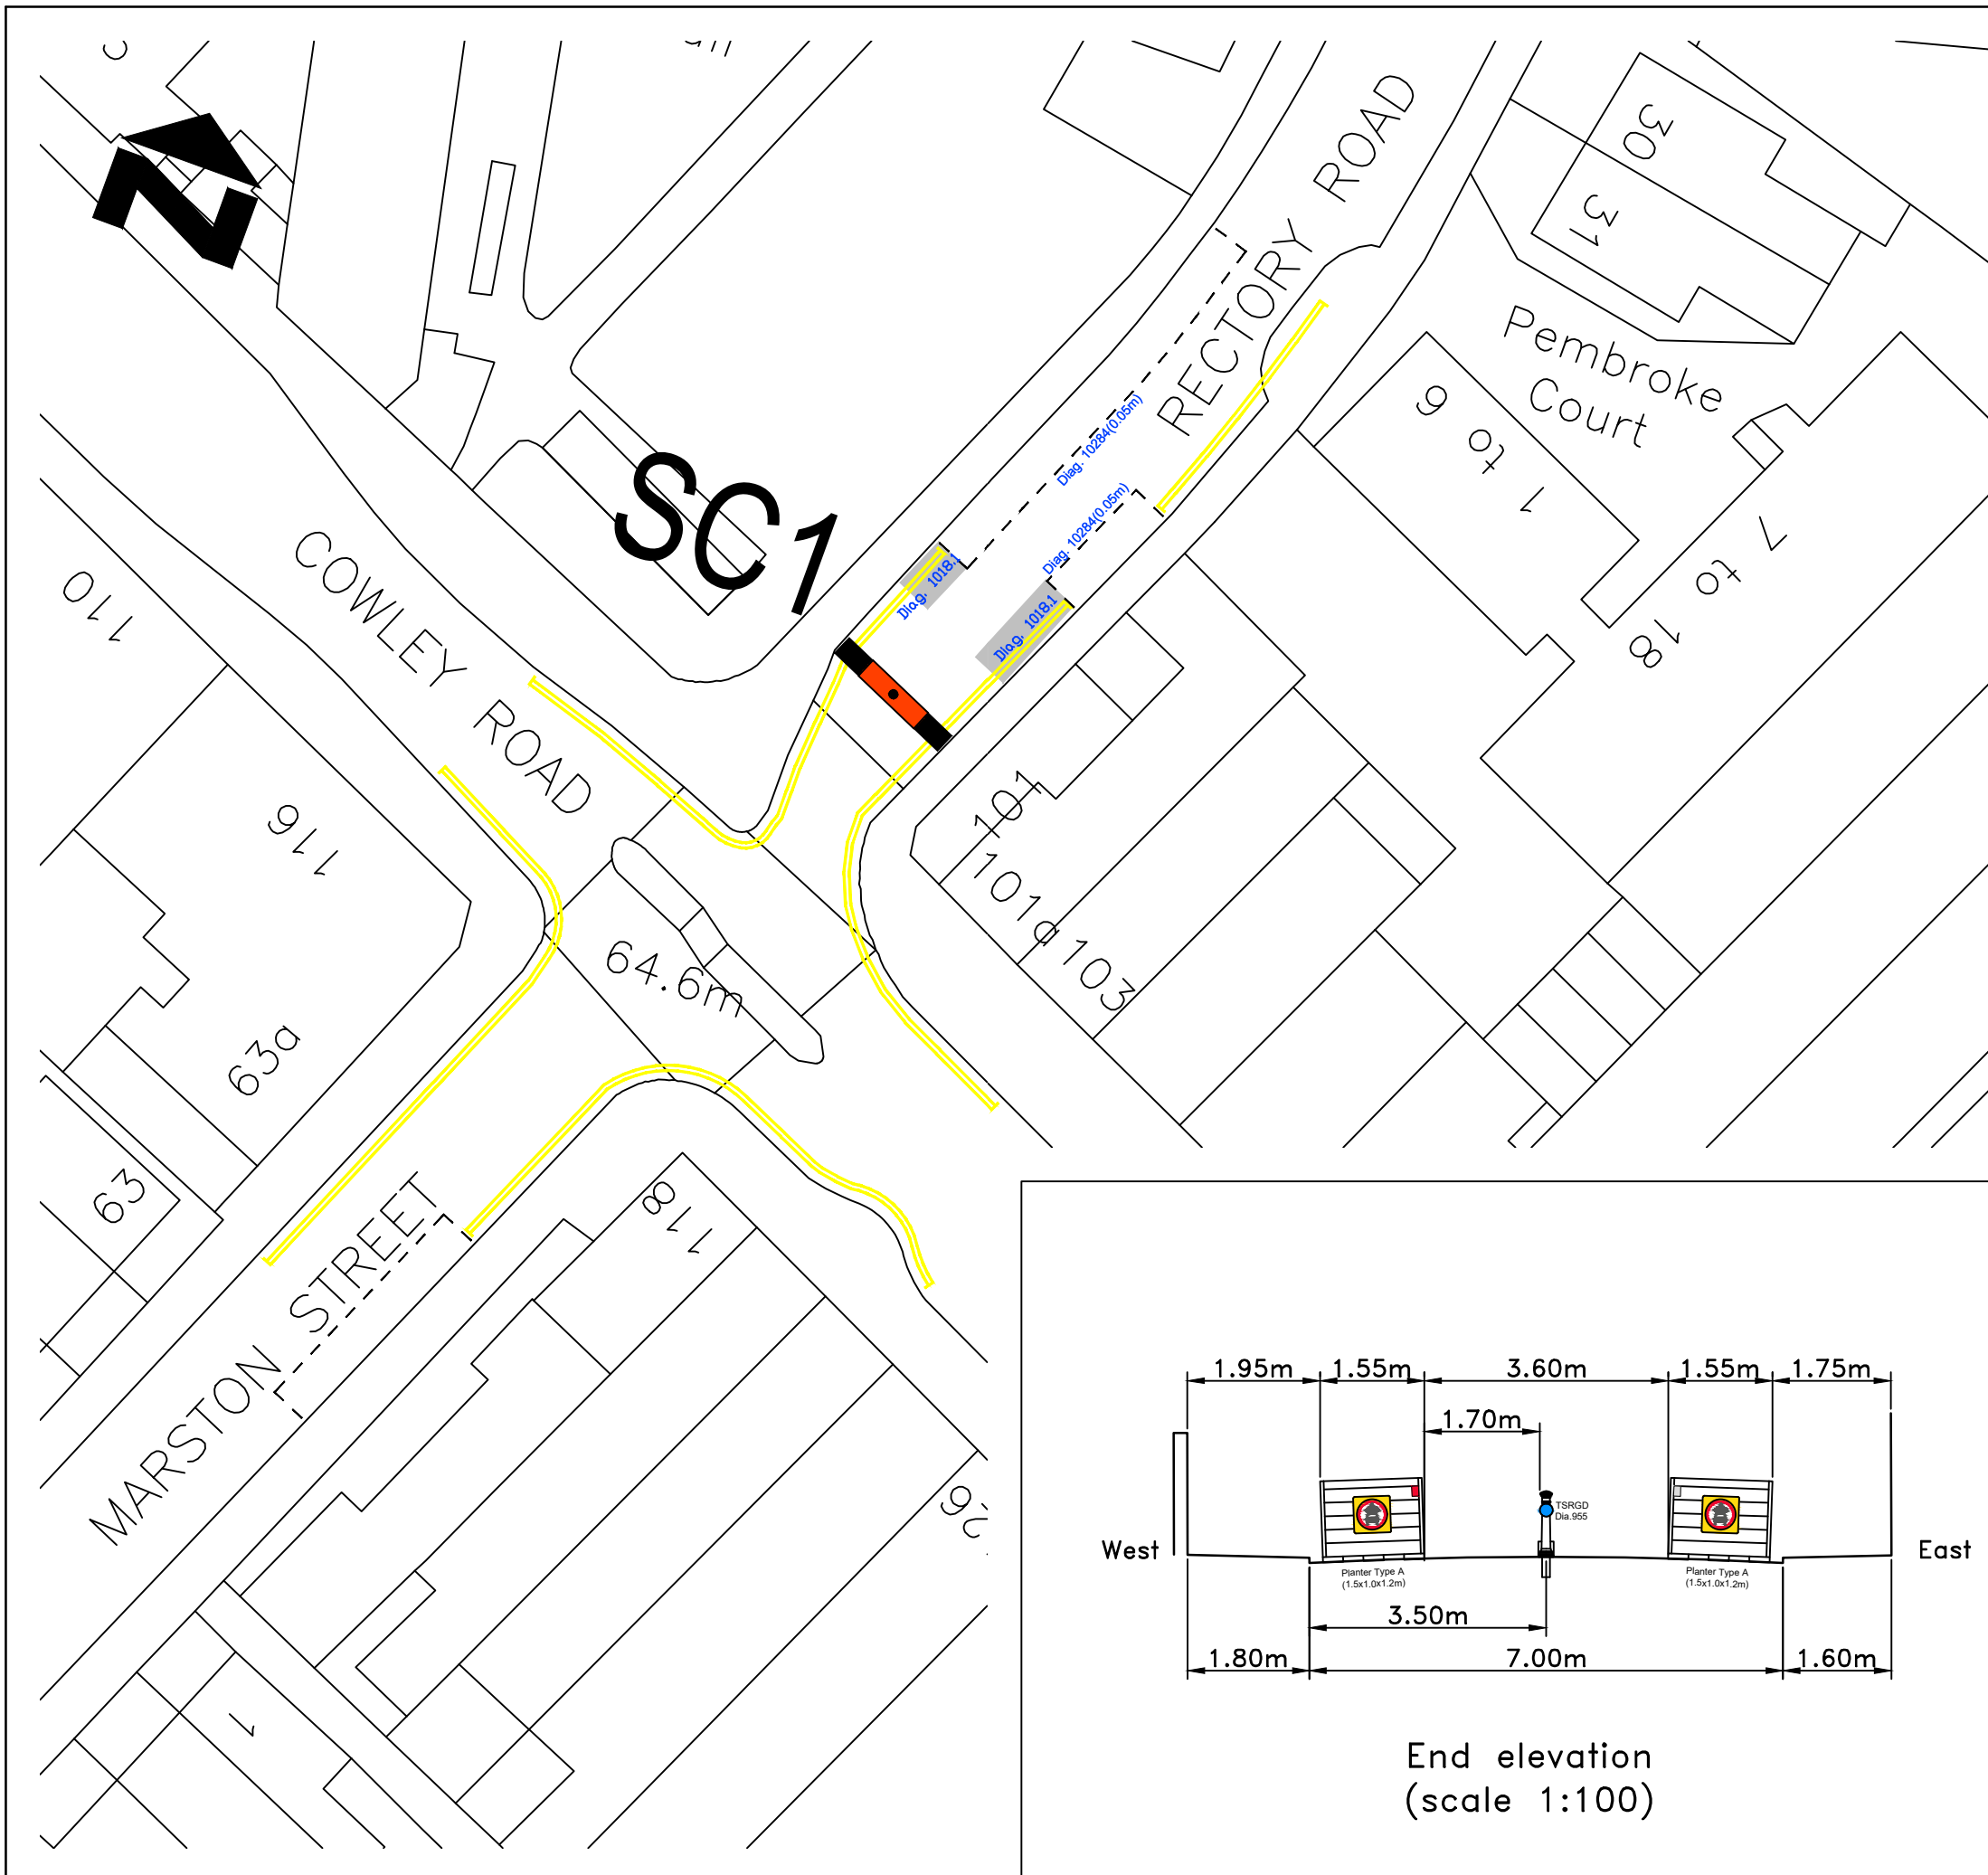 N
SC1
RECTORY ROAD
30
31
Pembroke
Court
1 to 6
7 to 18
Diag. 10284(0.05m)
Diag. 10284(0.05m)
Diag. 1018.1
Diag. 1018.1
COWLEY ROAD
110
116
101
101a
103
64.6m
63a
63
118
MARSTON STREET
1
1.95m
1.55m
3.60m
1.55m
1.75m
1.70m
TSRGD
Dia.955
West
East
Planter Type A
(1.5x1.0x1.2m)
Planter Type A
(1.5x1.0x1.2m)
3.50m
1.80m
7.00m
1.60m
End elevation
(scale 1:100)